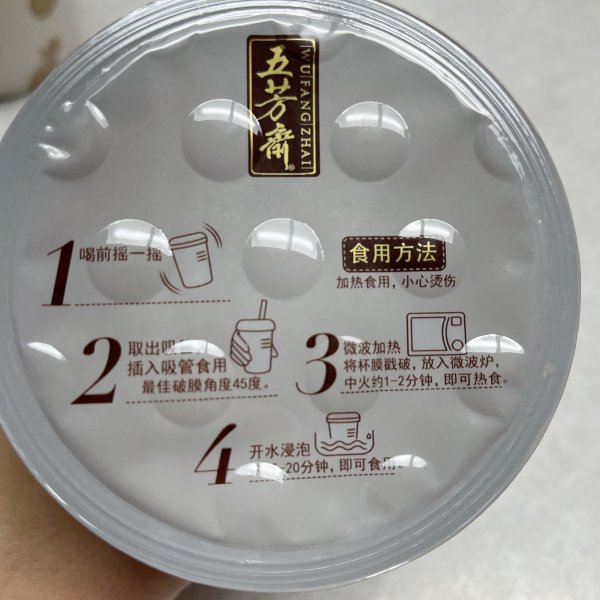 五芳斋
WU FANG ZHAI
1 喝前摇一摇
食用方法
加热食用，小心烫伤
2 取出吸管，
插入吸管食用
最佳破膜角度45度。
3 微波加热
将杯膜戳破，放入微波炉，
中火约1-2分钟，即可热食。
4 开水浸泡
-20分钟，即可食用。